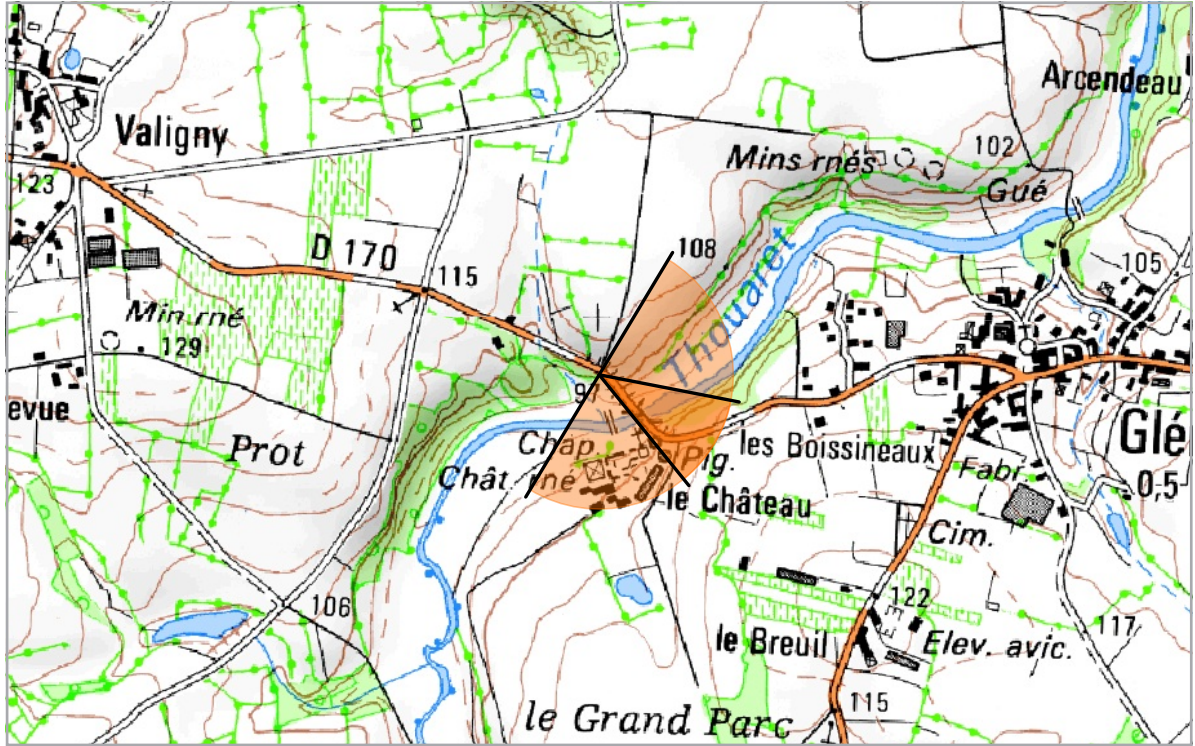 Arcendeau
Valigny
102
Mins rnés
123
Gué
108
D 170
105
115
Thouaret
Min.rné
129
97
evue
Chap.
les Boissineaux
Glé
Prot
Pig.
Fabr.
Chât. rne
0,5
le Château
Cim.
106
122
117
le Breuil
Elev. avic.
115
le Grand Parc